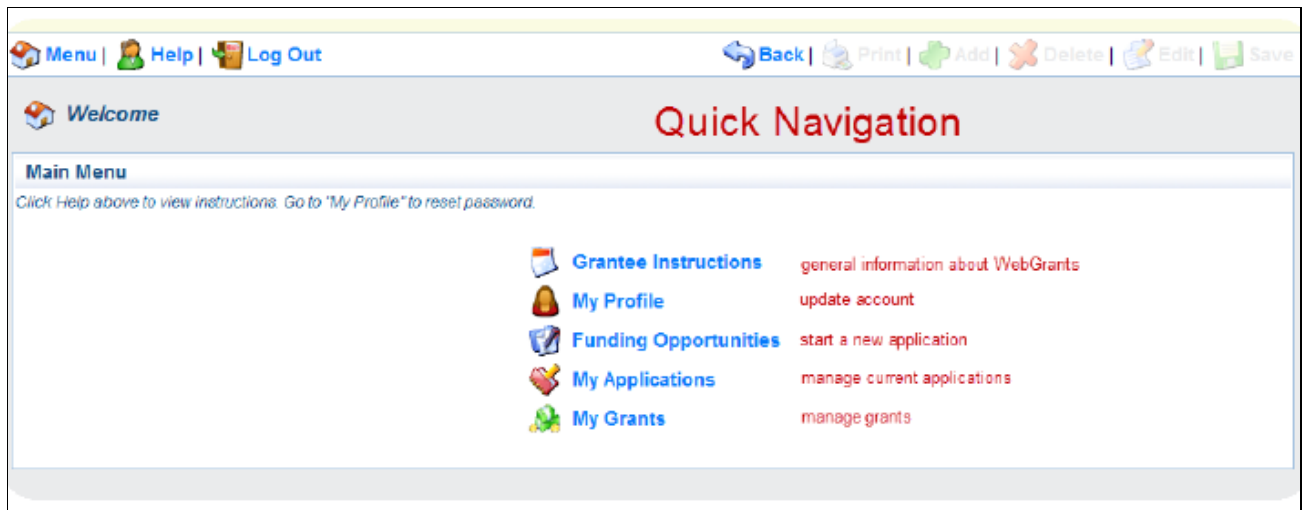 Menu | Help | Log Out Back | Print | Add | Delete | Edit | Save
Welcome Quick Navigation
Main Menu
Click Help above to view instructions. Go to "My Profile" to reset password.
Grantee Instructions general information about WebGrants
My Profile update account
Funding Opportunities start a new application
My Applications manage current applications
My Grants manage grants